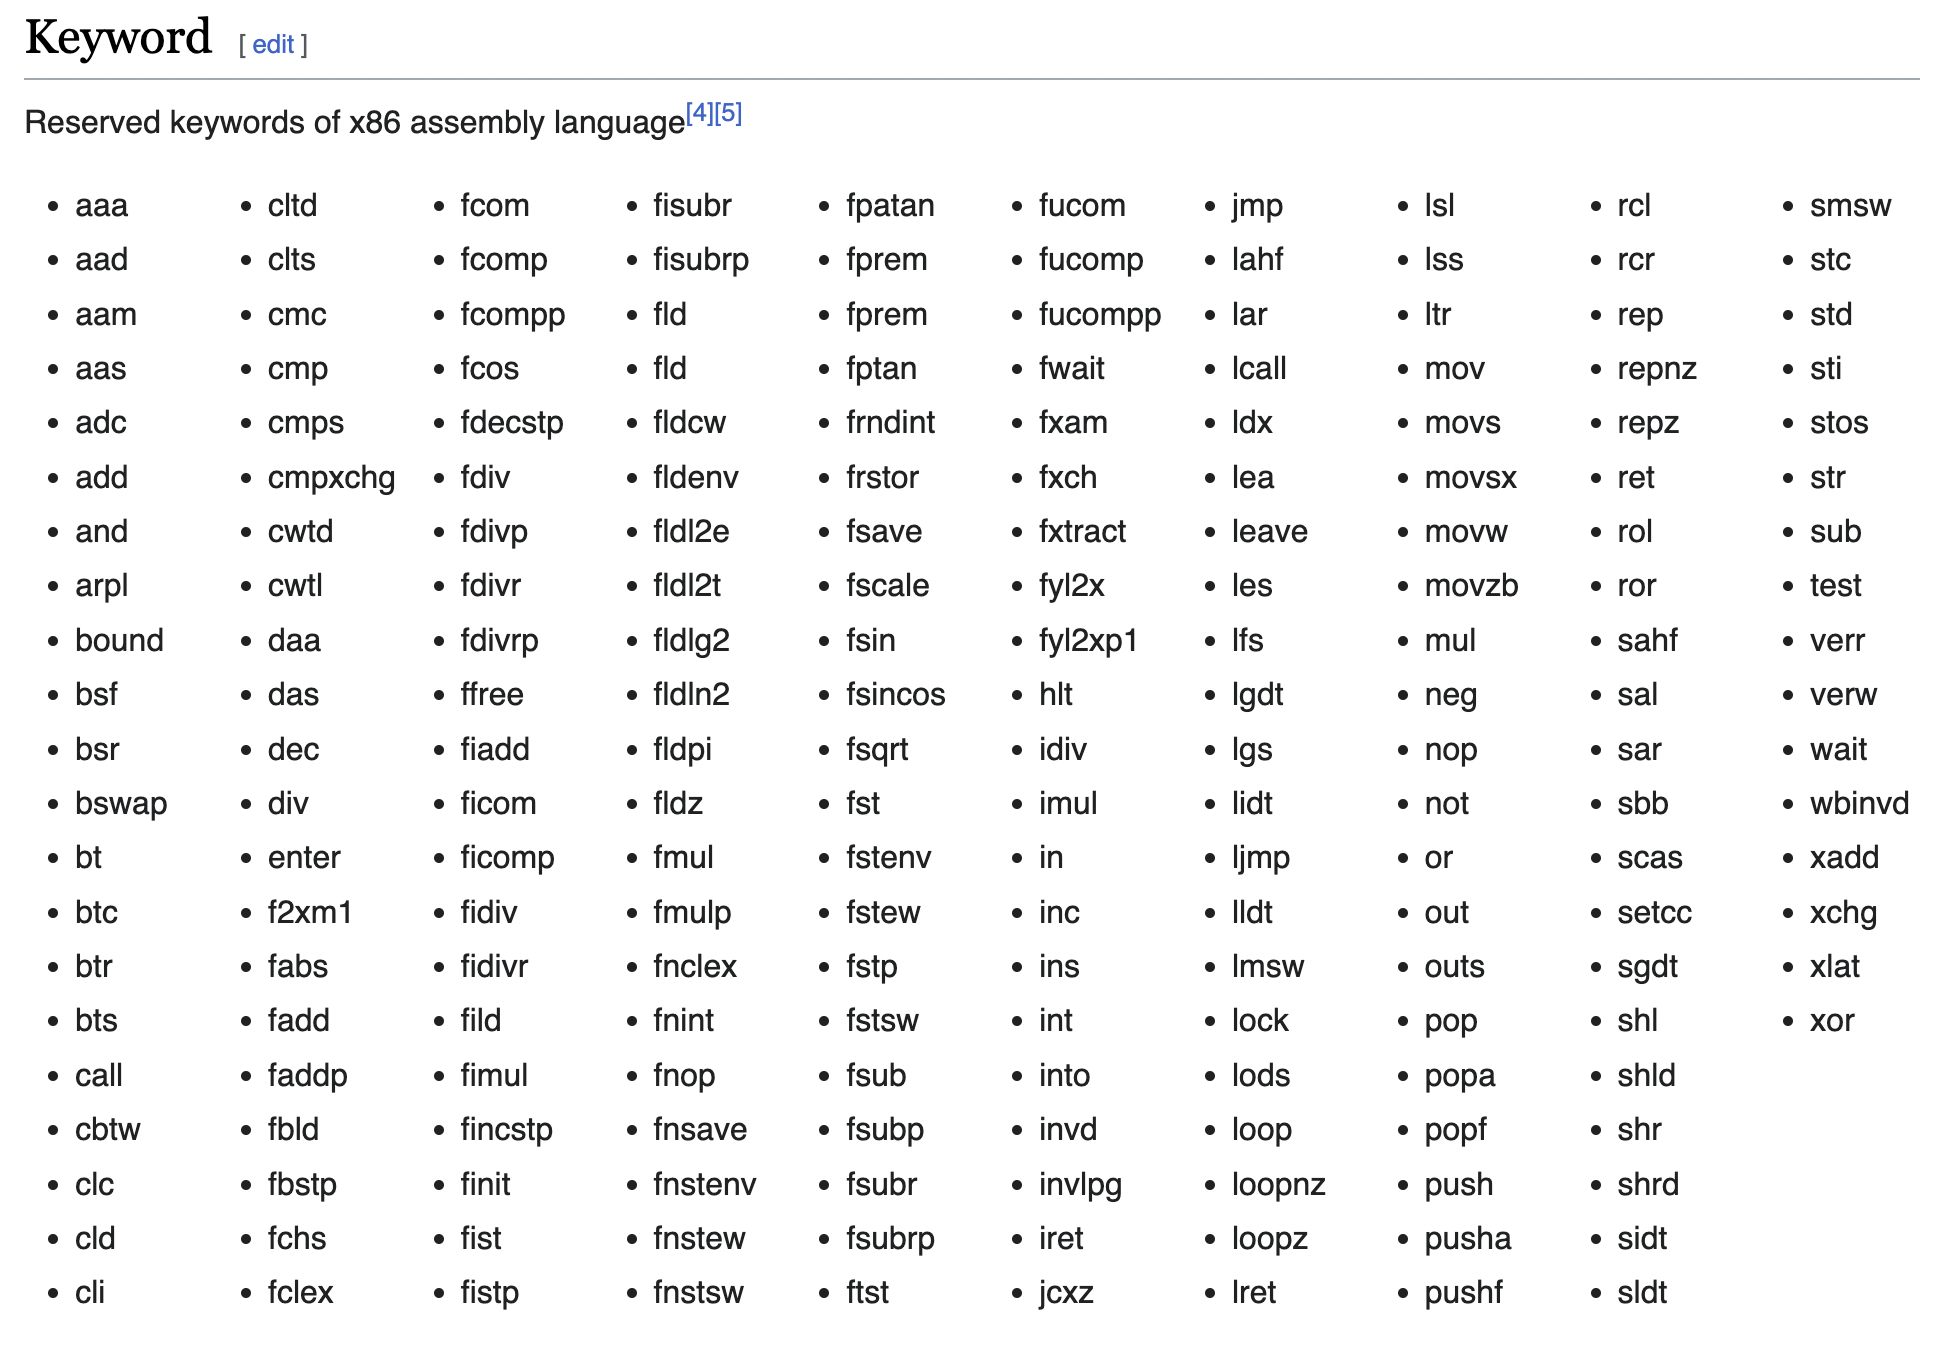 Keyword [ edit ]
Reserved keywords of x86 assembly language[4][5]
• aaa
• aad
• aam
• aas
• adc
• add
• and
• arpl
• bound
• bsf
• bsr
• bswap
• bt
• btc
• btr
• bts
• call
• cbtw
• clc
• cld
• cli
• cltd
• clts
• cmc
• cmp
• cmps
• cmpxchg
• cwtd
• cwtl
• daa
• das
• dec
• div
• enter
• f2xm1
• fabs
• fadd
• faddp
• fbld
• fbstp
• fchs
• fclex
• fcom
• fcomp
• fcompp
• fcos
• fdecstp
• fdiv
• fdivp
• fdivr
• fdivrp
• ffree
• fiadd
• ficom
• ficomp
• fidiv
• fidivr
• fild
• fimul
• fincstp
• finit
• fist
• fistp
• fisubr
• fisubrp
• fld
• fld
• fldcw
• fldenv
• fldl2e
• fldl2t
• fldlg2
• fldln2
• fldpi
• fldz
• fmul
• fmulp
• fnclex
• fnint
• fnop
• fnsave
• fnstenv
• fnstew
• fnstsw
• fpatan
• fprem
• fprem
• fptan
• frndint
• frstor
• fsave
• fscale
• fsin
• fsincos
• fsqrt
• fst
• fstenv
• fstew
• fstp
• fstsw
• fsub
• fsubp
• fsubr
• fsubrp
• ftst
• fucom
• fucomp
• fucompp
• fwait
• fxam
• fxch
• fxtract
• fyl2x
• fyl2xp1
• hlt
• idiv
• imul
• in
• inc
• ins
• int
• into
• invd
• invlpg
• iret
• jcxz
• jmp
• lahf
• lar
• lcall
• ldx
• lea
• leave
• les
• lfs
• lgdt
• lgs
• lidt
• ljmp
• lldt
• lmsw
• lock
• lods
• loop
• loopnz
• loopz
• lret
• lsl
• lss
• ltr
• mov
• movs
• movsx
• movw
• movzb
• mul
• neg
• nop
• not
• or
• out
• outs
• pop
• popa
• popf
• push
• pusha
• pushf
• rcl
• rcr
• rep
• repnz
• repz
• ret
• rol
• ror
• sahf
• sal
• sar
• sbb
• scas
• setcc
• sgdt
• shl
• shld
• shr
• shrd
• sidt
• sldt
• smsw
• stc
• std
• sti
• stos
• str
• sub
• test
• verr
• verw
• wait
• wbinvd
• xadd
• xchg
• xlat
• xor